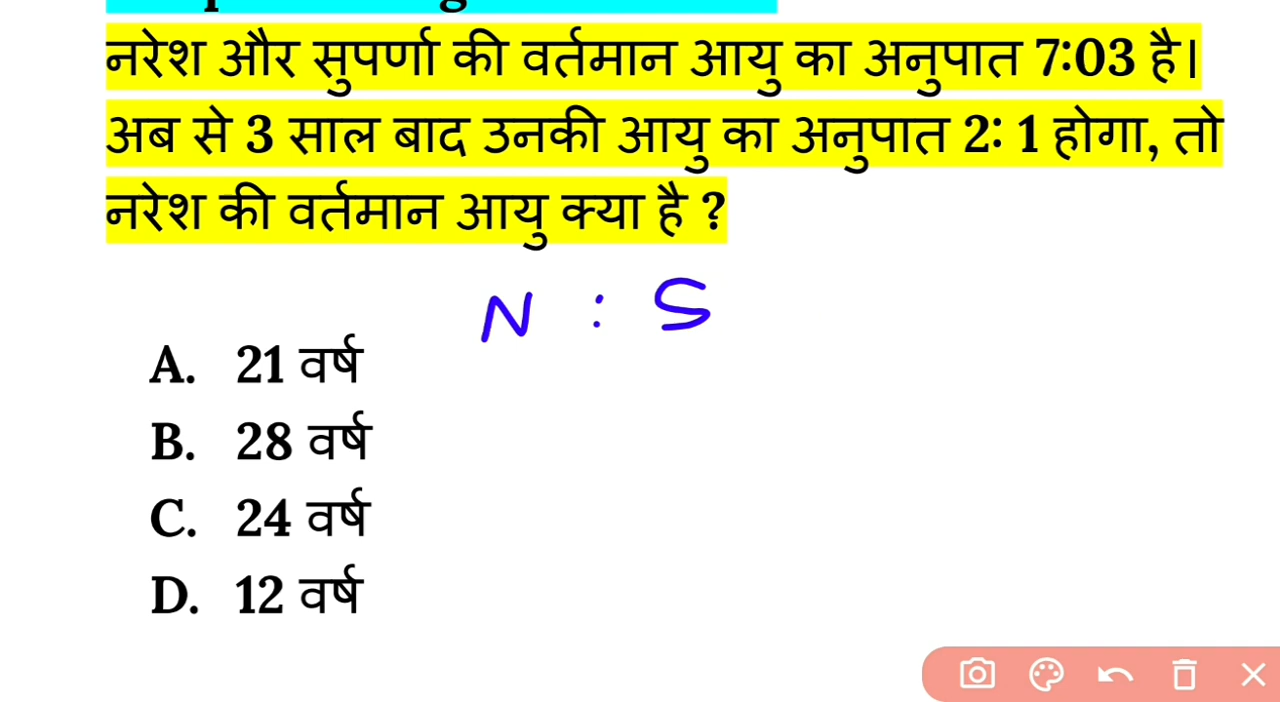 नरेश और सुपर्णा की वर्तमान आयु का अनुपात 7:03 है।
अब से 3 साल बाद उनकी आयु का अनुपात 2: 1 होगा, तो
नरेश की वर्तमान आयु क्या है ?
N : S
A. 21 वर्ष
B. 28 वर्ष
C. 24 वर्ष
D. 12 वर्ष